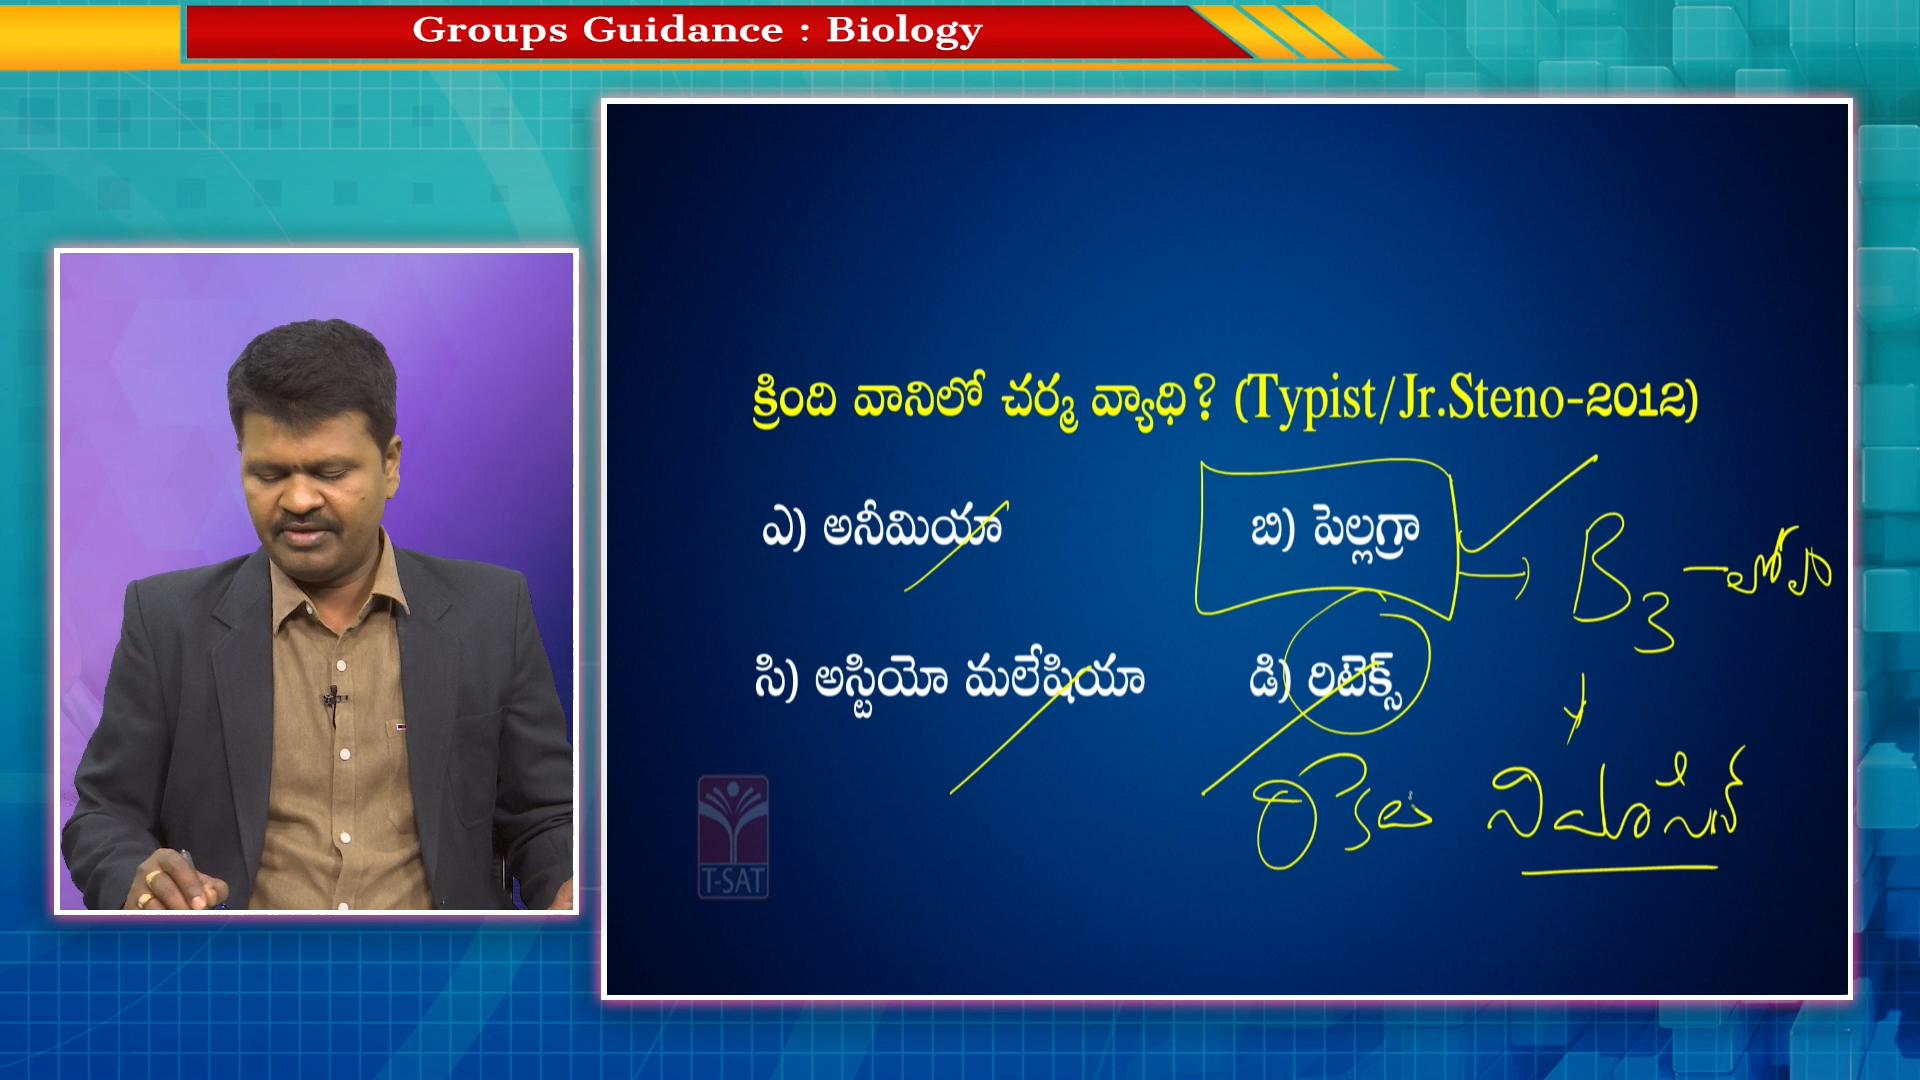 Groups Guidance : Biology
క్రింది వానిలో చర్మ వ్యాధి? (Typist/Jr.Steno-2012)
ఎ) అనీమియా
బి) పెల్లగ్రా
B3 - లోపం
సి) అస్టియో మలేషియా
డి) రిటెక్స్
రికెట్స్
నియాసిన్
T-SAT